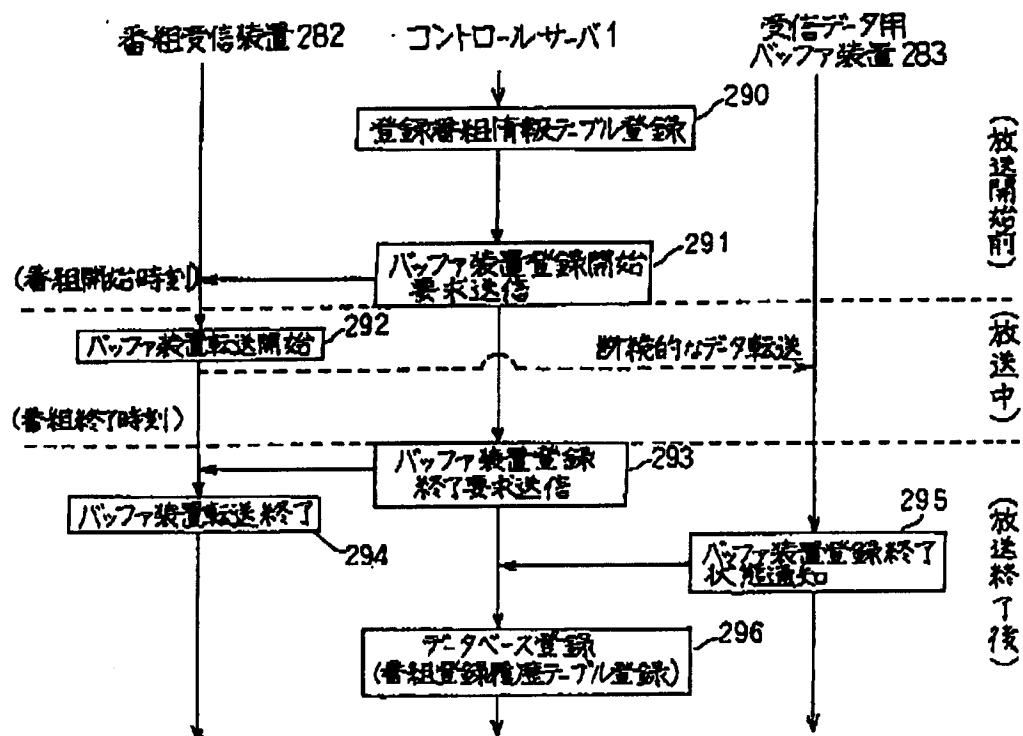 番組受信装置282
コントロールサーバ1
受信データ用
バッファ装置283
290
登録番組情報テーブル登録
(放送開始前)
291
バッファ装置登録開始
要求送信
(番組開始時刻)
292
バッファ装置転送開始
断続的なデータ転送
(放送中)
(番組終了時刻)
バッファ装置登録
終了要求送信
293
バッファ装置転送終了
294
295
バッファ装置登録終了
状態通知
(放送終了後)
296
データベース登録
(番組登録履歴テーブル登録)